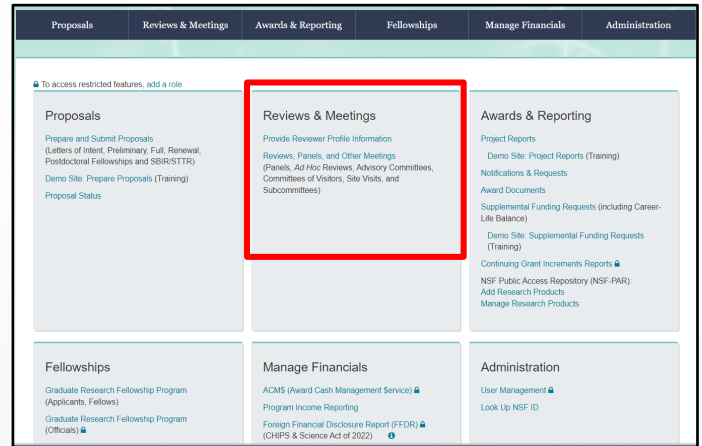 Proposals Reviews & Meetings Awards & Reporting Fellowships Manage Financials Administration
To access restricted features, add a role
Proposals
Prepare and Submit Proposals
(Letters of Intent, Preliminary, Full, Renewal,
Postdoctoral Fellowships and SBIR/STTR)
Demo Site: Prepare Proposals (Training)
Proposal Status
Reviews & Meetings
Provide Reviewer Profile Information
Reviews, Panels, and Other Meetings
(Panels, Ad Hoc Reviews, Advisory Committees,
Committees of Visitors, Site Visits, and
Subcommittees)
Awards & Reporting
Project Reports
Demo Site: Project Reports (Training)
Notifications & Requests
Award Documents
Supplemental Funding Requests (including Career-
Life Balance)
Demo Site: Supplemental Funding Requests
(Training)
Continuing Grant Increments Reports
NSF Public Access Repository (NSF-PAR):
Add Research Products
Manage Research Products
Fellowships
Graduate Research Fellowship Program
(Applicants, Fellows)
Graduate Research Fellowship Program
(Officials)
Manage Financials
ACM$ (Award Cash Management $ervice)
Program Income Reporting
Foreign Financial Disclosure Report (FFDR)
(CHIPS & Science Act of 2022)
Administration
User Management
Look Up NSF ID